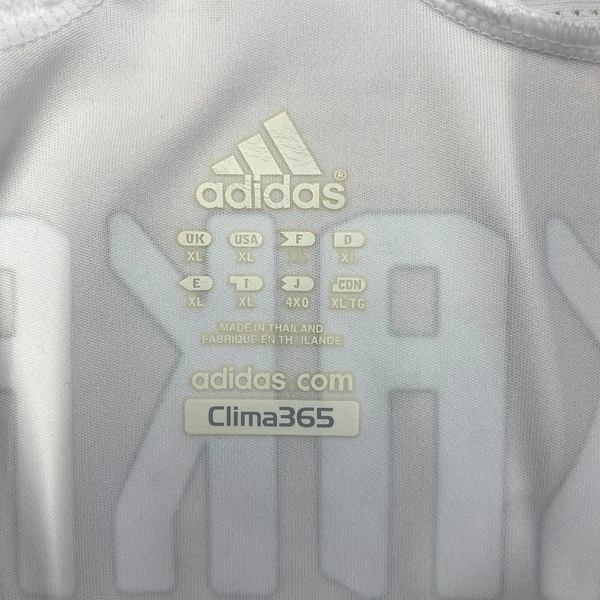 adidas®
UK USA F D
XL XL XL
E I J CDN
XL XL 4XO XL TG
MADE IN THAILAND
FABRIQUE EN THAILANDE
adidas com
Clima365